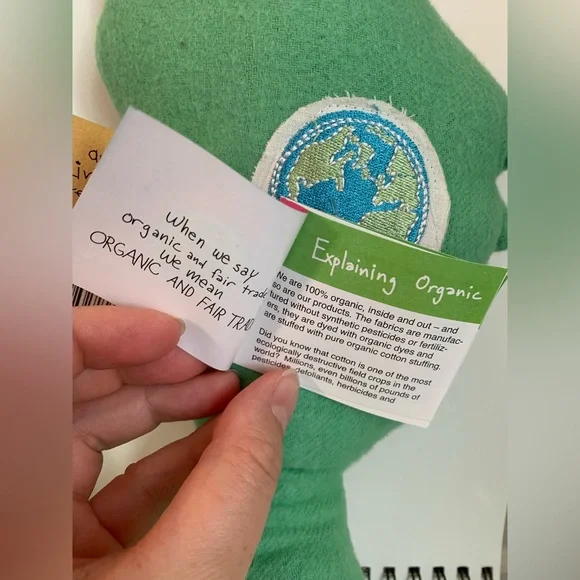 When we say
organic and fair trade
we mean
ORGANIC AND FAIR TRAD
Explaining Organic
We are 100% organic, inside and out – and
so are our products. The fabrics are manufac-
tured without synthetic pesticides or fertiliz-
ers, they are dyed with organic dyes and
are stuffed with pure organic cotton stuffing.
Did you know that cotton is one of the most
ecologically destructive field crops in the
world? Millions, even billions of pounds of
pesticides, defoliants, herbicides and